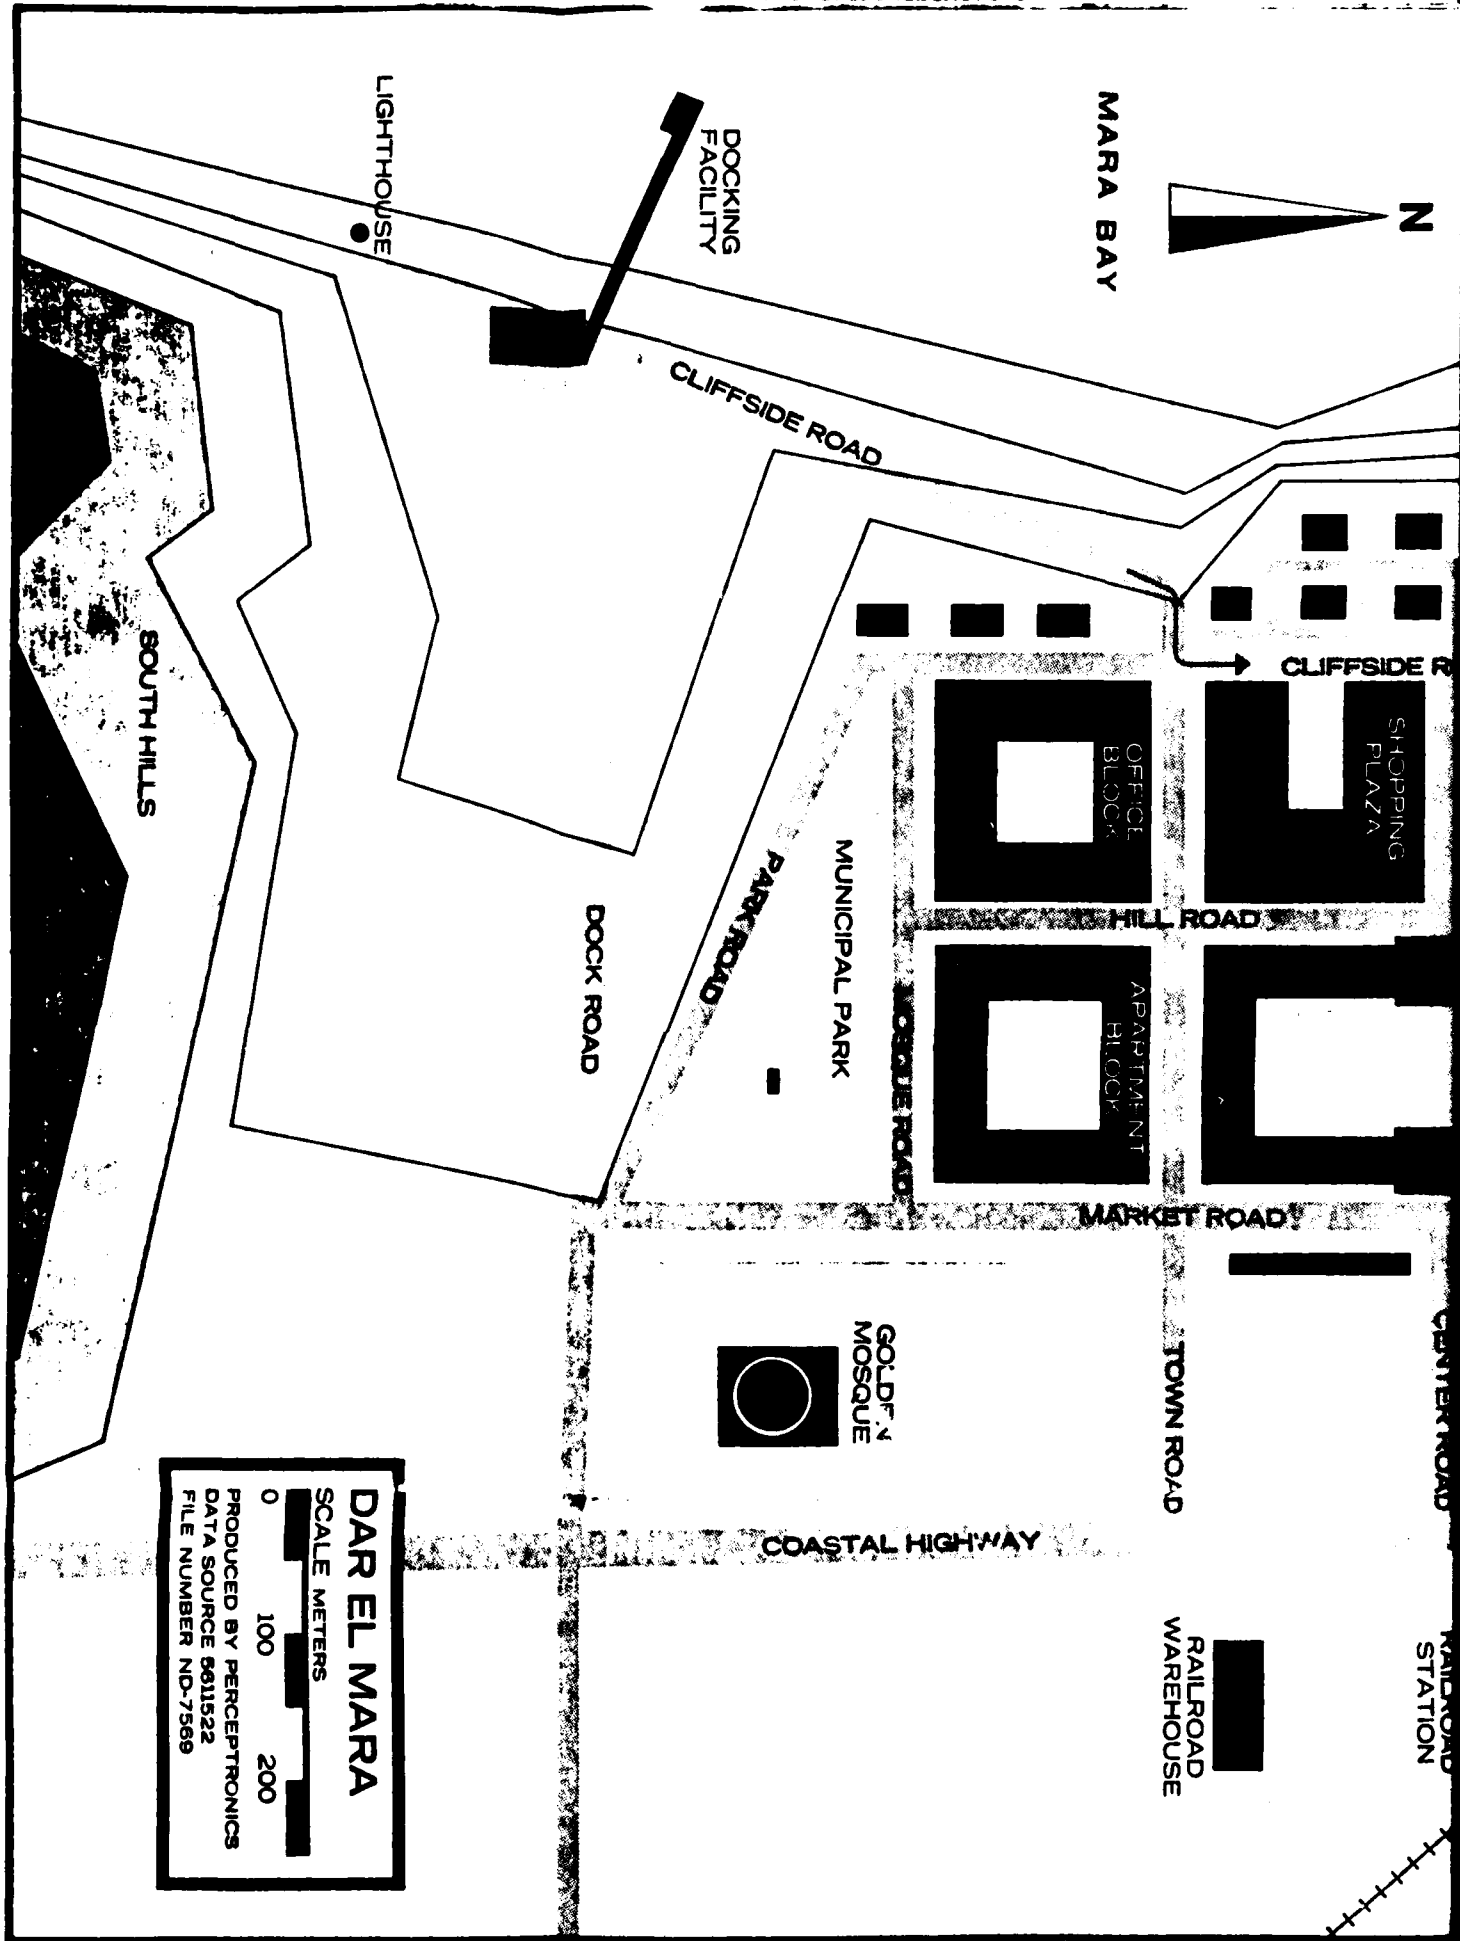 N
MARA BAY
DOCKING
FACILITY
LIGHTHOUSE
CLIFFSIDE ROAD
CLIFFSIDE R
SHOPPING
PLAZA
OFFICE
BLOCK
HILL ROAD
MUNICIPAL PARK
PARK ROAD
DOCK ROAD
SOUTH HILLS
APARTMENT
BLOCK
MOSQUE ROAD
MARKET ROAD
CENTER ROAD
TOWN ROAD
GOLDEN
MOSQUE
COASTAL HIGHWAY
RAILROAD
STATION
RAILROAD
WAREHOUSE
DAR EL MARA
SCALE METERS
0 100 200
PRODUCED BY PERCEPTRONICS
DATA SOURCE 5611522
FILE NUMBER ND-7569